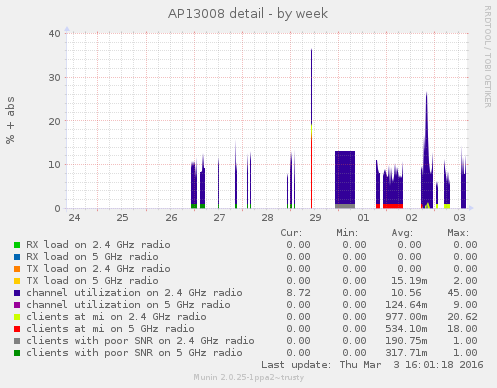 AP13008 detail - by week
RRDTOOL / TOBI OETIKER
% + abs
40
30
20
10
0
24 25 26 27 28 29 01 02 03
Cur: Min: Avg: Max:
RX load on 2.4 GHz radio 0.00 0.00 0.00 0.00
RX load on 5 GHz radio 0.00 0.00 0.00 0.00
TX load on 2.4 GHz radio 0.00 0.00 0.00 0.00
TX load on 5 GHz radio 0.00 0.00 15.19m 2.00
channel utilization on 2.4 GHz radio 8.72 0.00 10.56 45.00
channel utilization on 5 GHz radio 0.00 0.00 124.64m 9.00
clients at mi on 2.4 GHz radio 0.00 0.00 977.00m 20.62
clients at mi on 5 GHz radio 0.00 0.00 534.10m 18.00
clients with poor SNR on 2.4 GHz radio 0.00 0.00 190.75m 1.00
clients with poor SNR on 5 GHz radio 0.00 0.00 317.71m 1.00
Last update: Thu Mar 3 16:01:18 2016
Munin 2.0.25-1ppa2~trusty